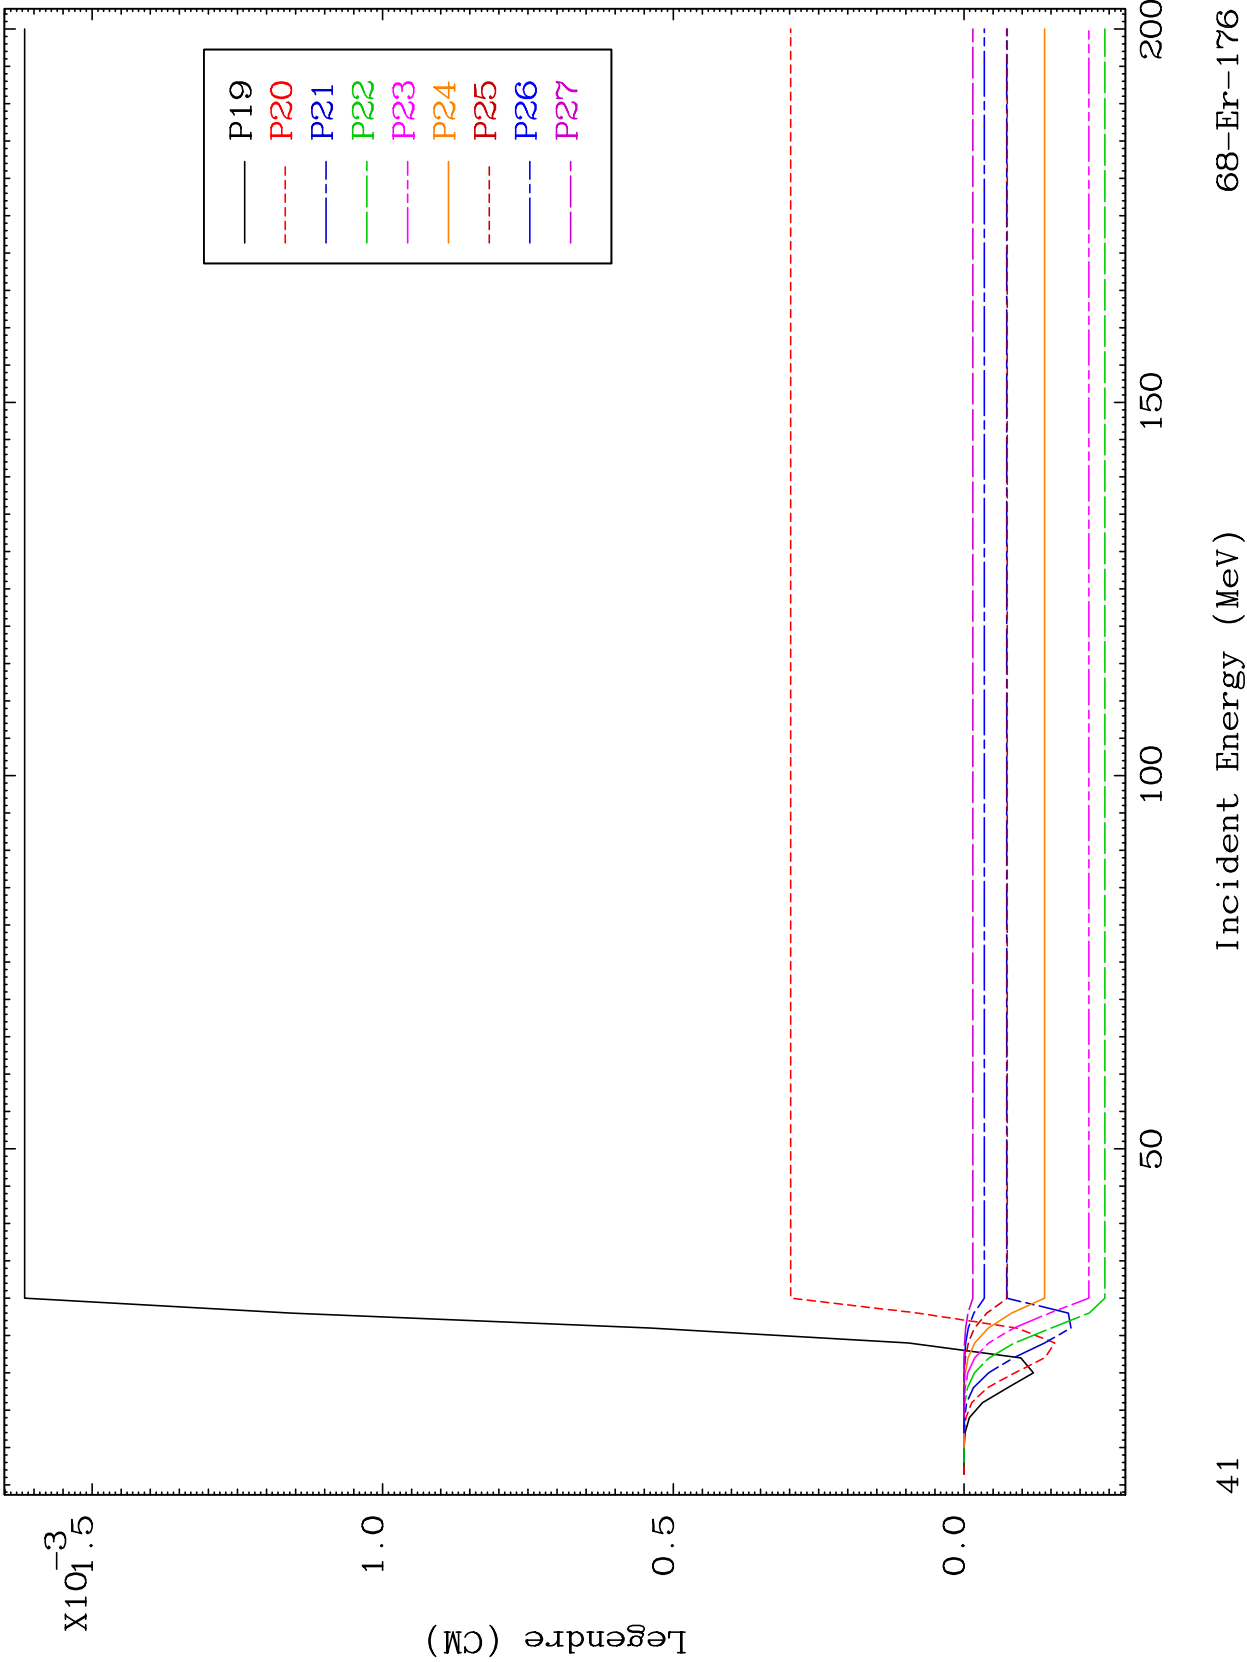 X10-3
1.5
1.0
0.5
0.0
Legendre (CM)
P19
P20
P21
P22
P23
P24
P25
P26
P27
50
100
150
200
Incident Energy (MeV)
41
68-Er-176